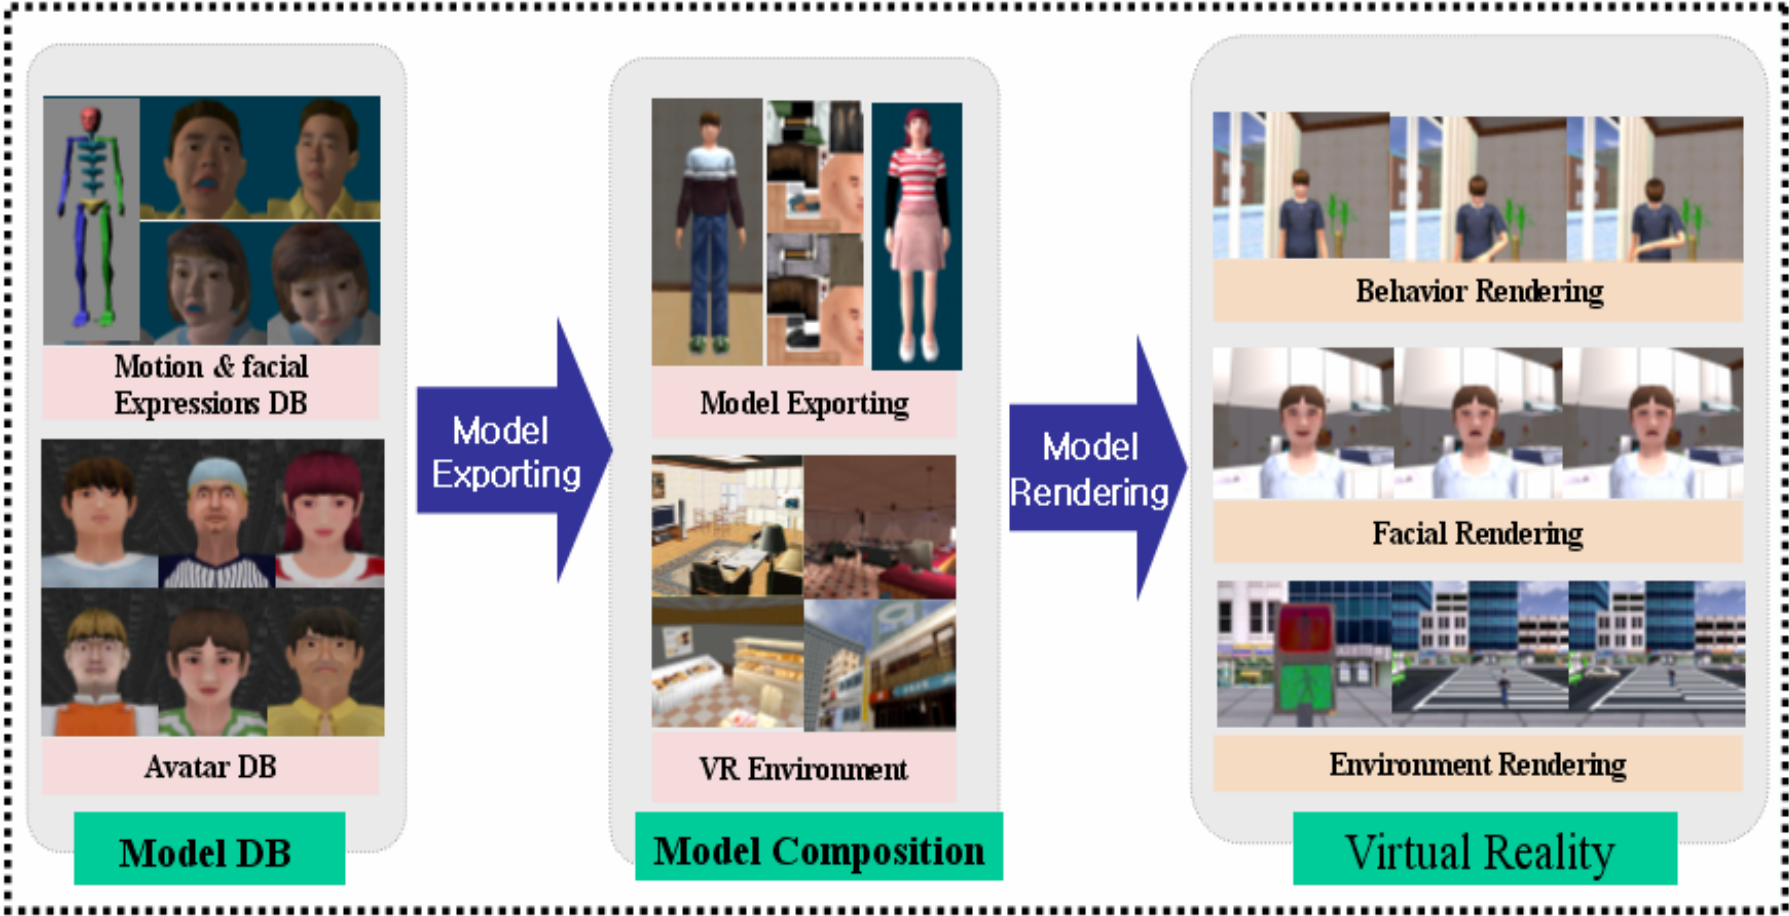 Motion & facial
Expressions DB
Avatar DB
Model DB
Model
Exporting
Model Exporting
VR Environment
Model Composition
Model
Rendering
Behavior Rendering
Facial Rendering
Environment Rendering
Virtual Reality